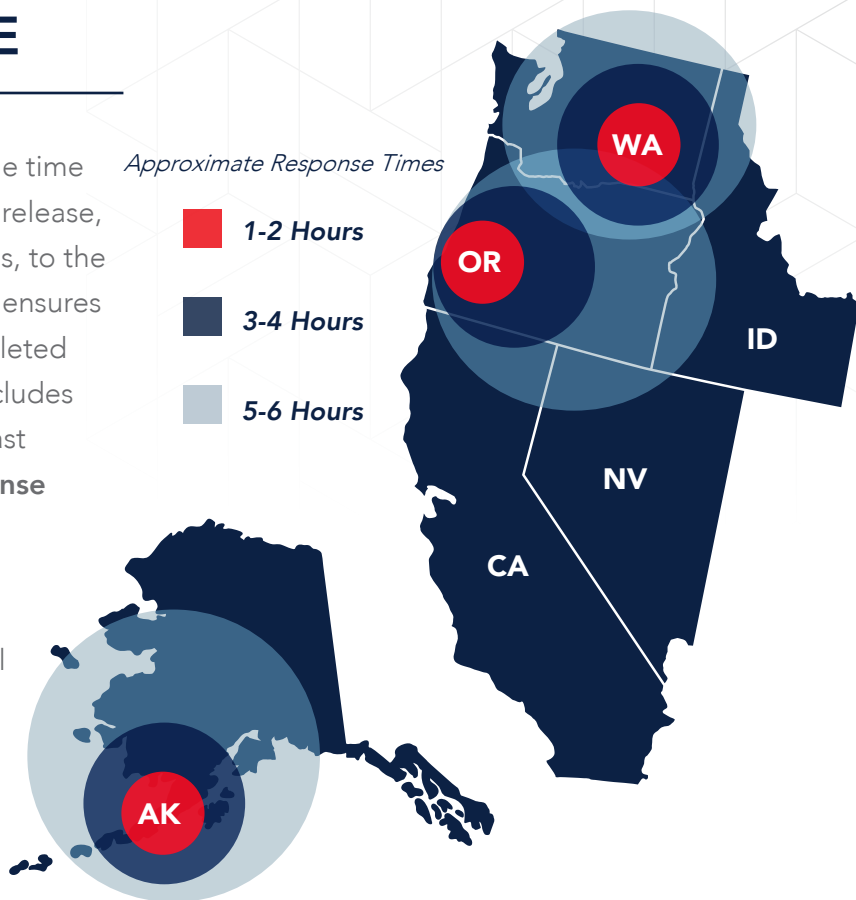 E
e time
release,
s, to the
ensures
leted
cludes
ast
nse
l
Approximate Response Times
1-2 Hours
3-4 Hours
5-6 Hours
WA
OR
ID
NV
CA
AK